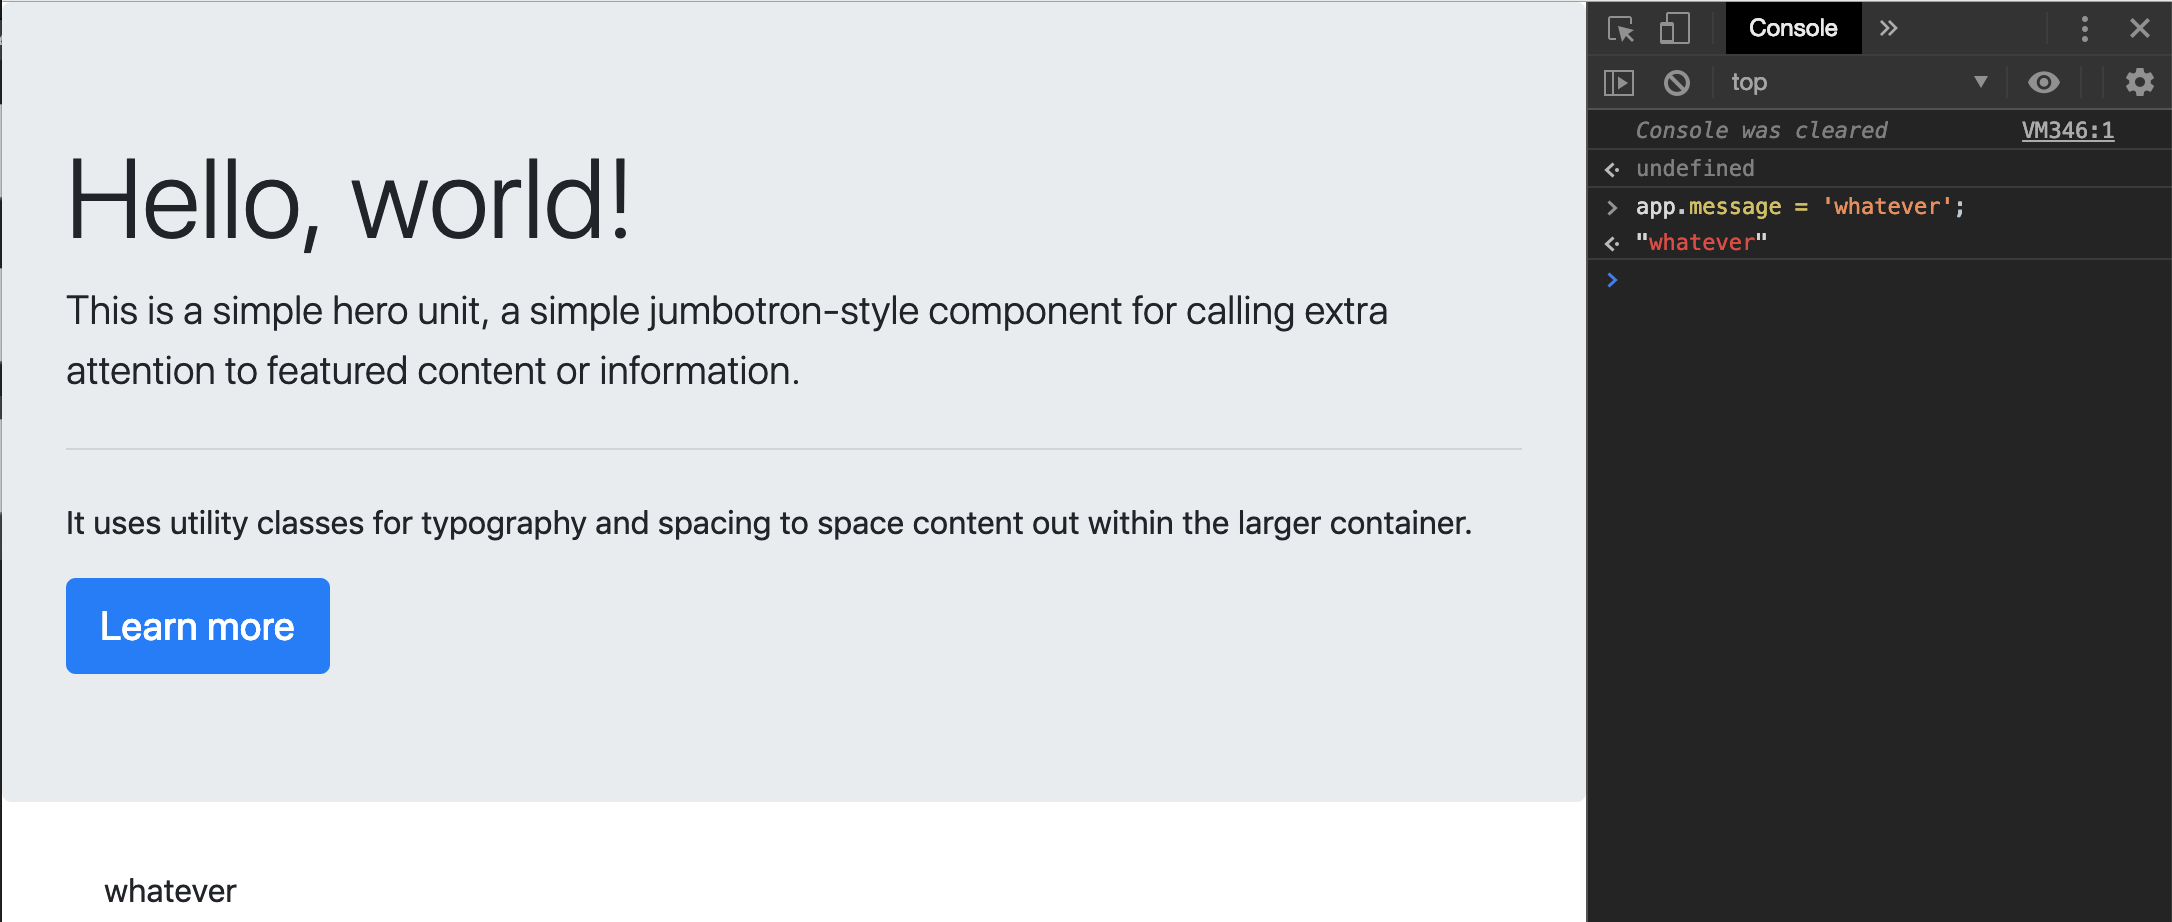 Hello, world!
This is a simple hero unit, a simple jumbotron-style component for calling extra
attention to featured content or information.
It uses utility classes for typography and spacing to space content out within the larger container.
Learn more
whatever
Console
top
Console was cleared VM346:1
undefined
app.message = 'whatever';
"whatever"